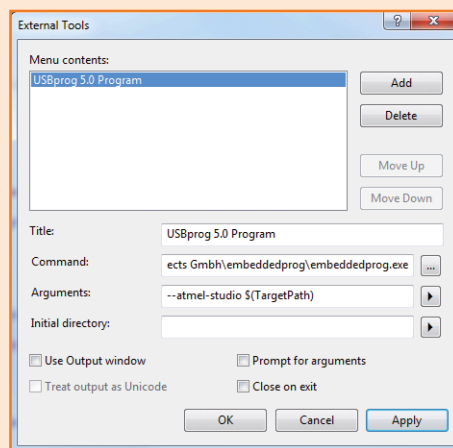 External Tools
Menu contents:
USBprog 5.0 Program
Add
Delete
Move Up
Move Down
Title:
USBprog 5.0 Program
Command:
ects Gmbh\embeddedprog\embeddedprog.exe
...
Arguments:
--atmel-studio $(TargetPath)
Initial directory:
Use Output window
Prompt for arguments
Treat output as Unicode
Close on exit
OK
Cancel
Apply